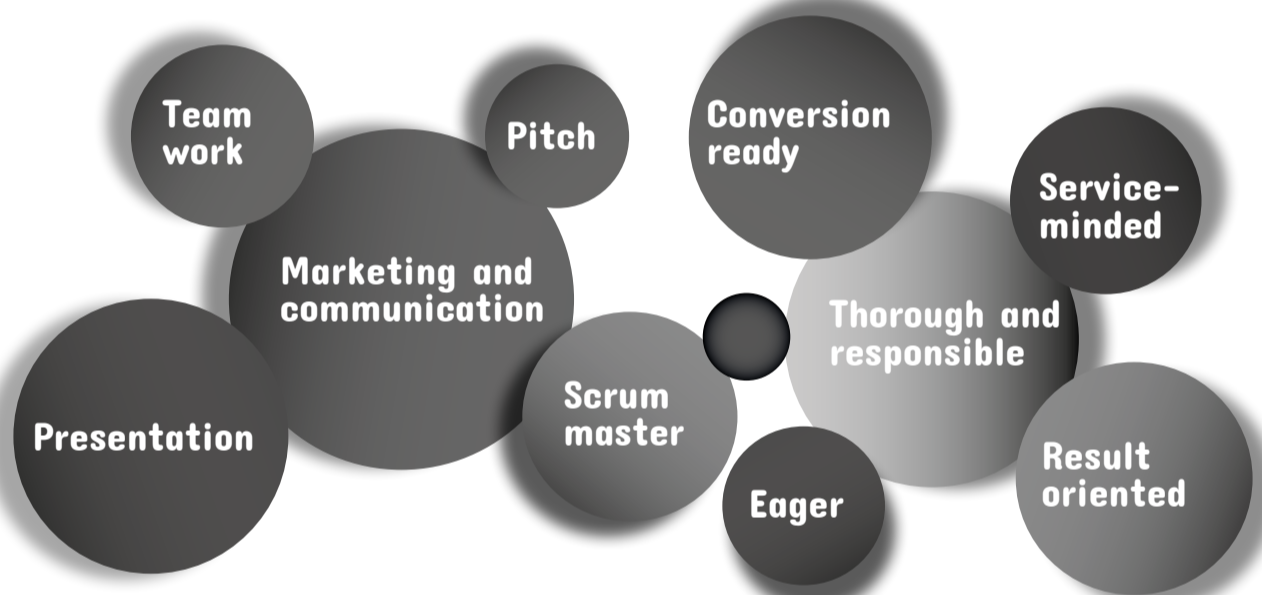 Team
work
Pitch
Conversion
ready
Service-
minded
Marketing and
communication
Thorough and
responsible
Presentation
Scrum
master
Eager
Result
oriented